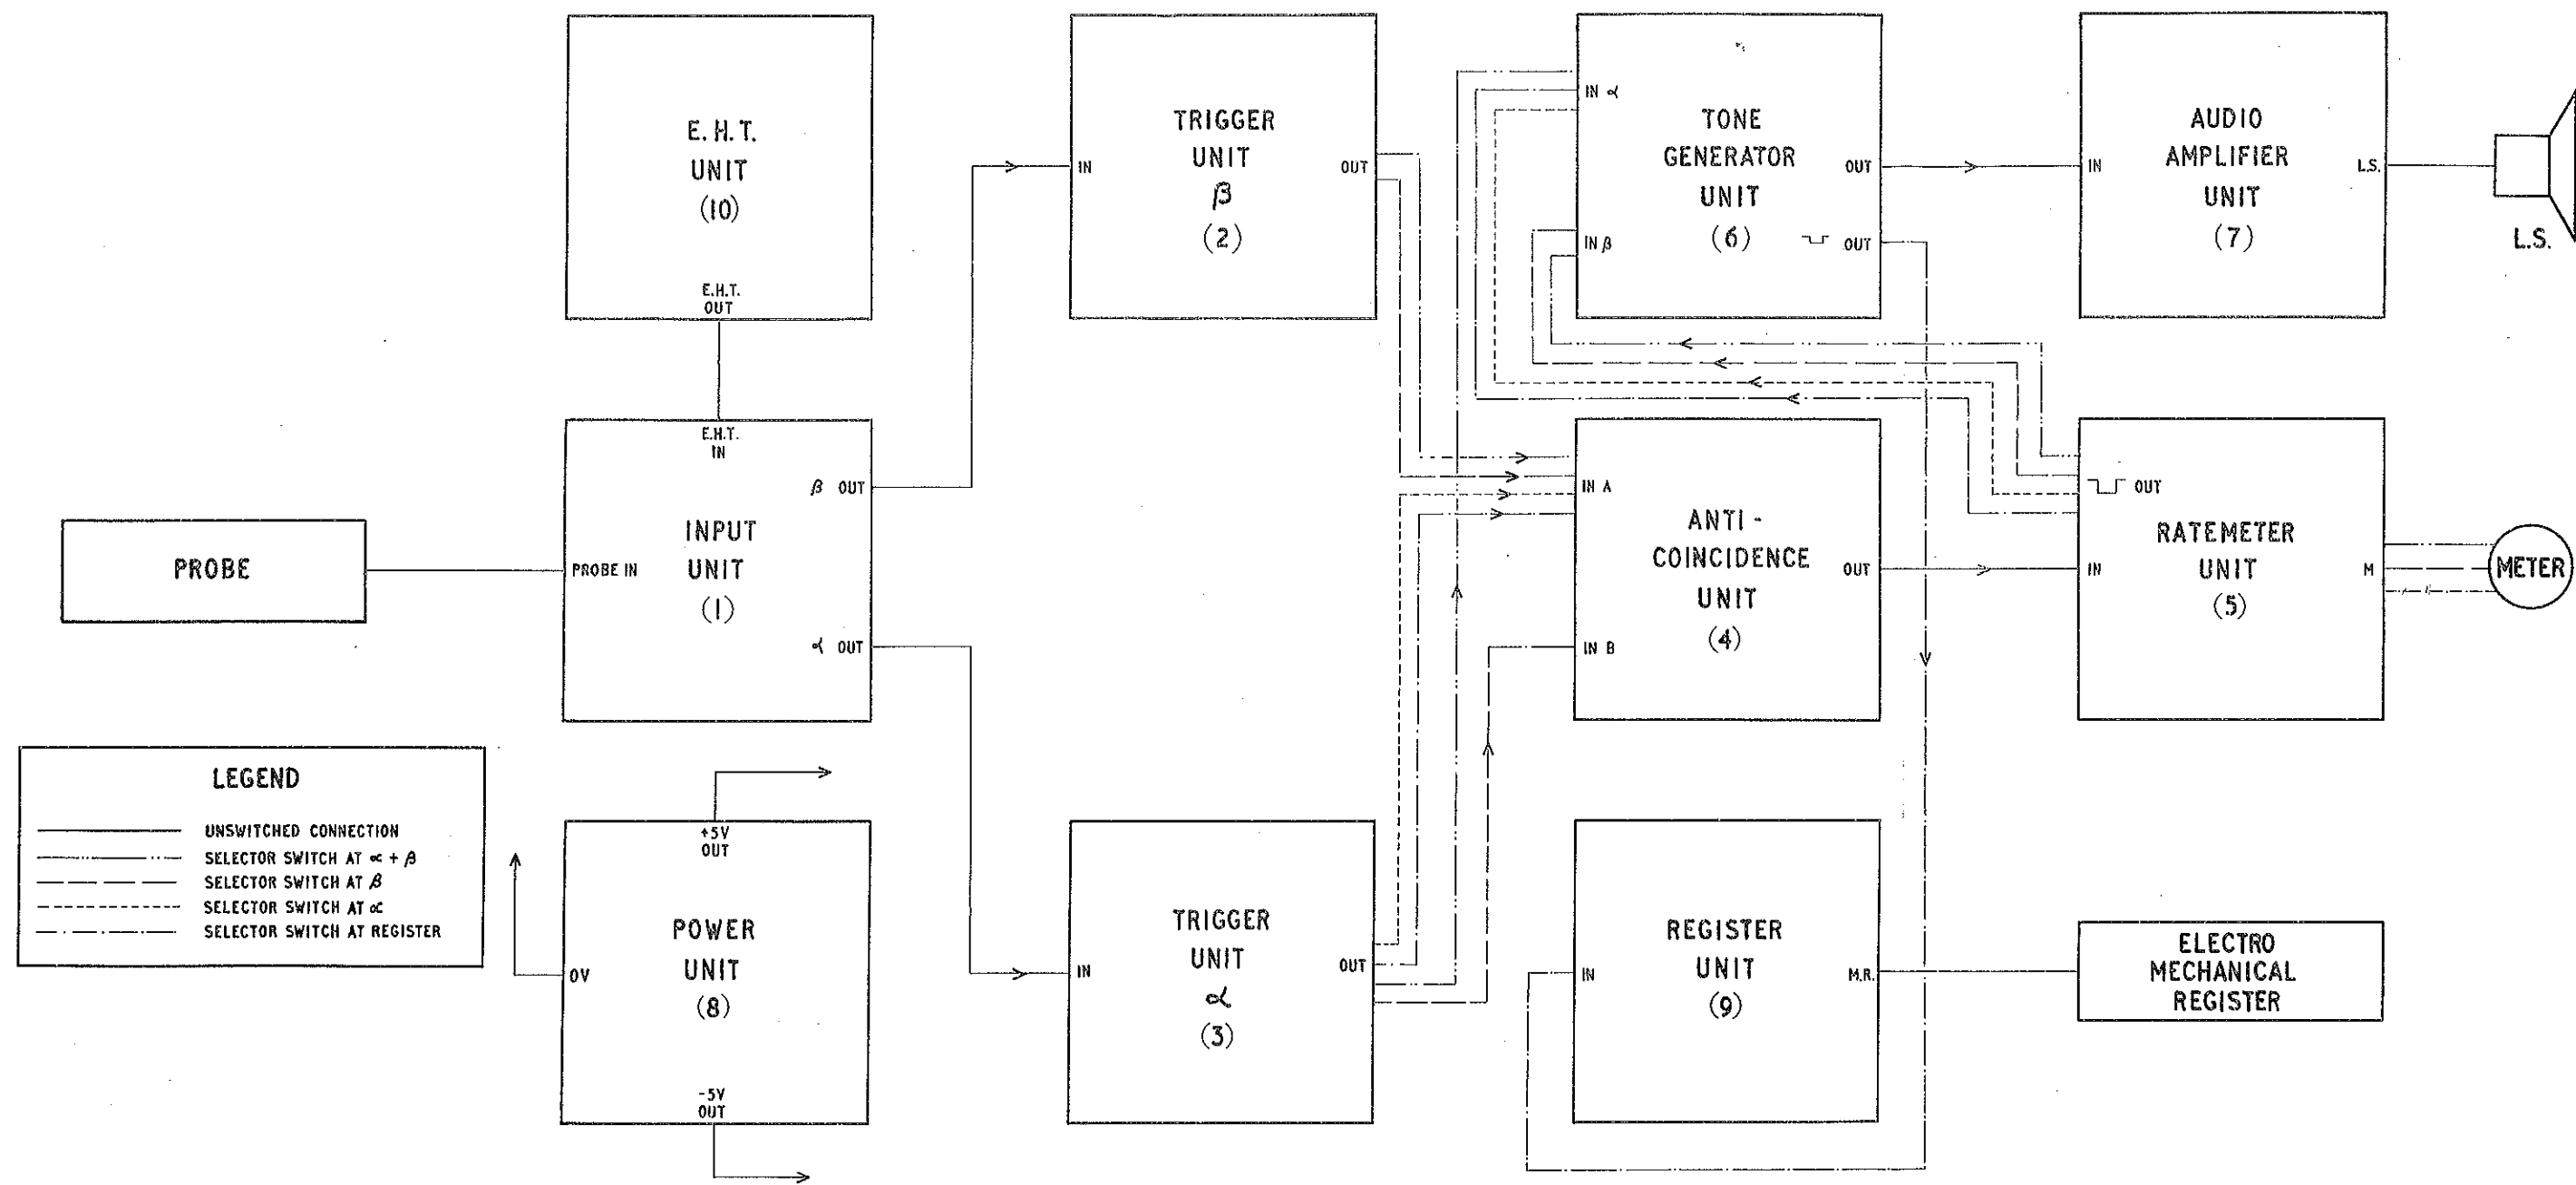 E.H.T.
UNIT
(10)
E.H.T.
OUT
TRIGGER
UNIT
β
(2)
IN
OUT
IN α
TONE
GENERATOR
UNIT
(6)
IN β
OUT
OUT
AUDIO
AMPLIFIER
UNIT
(7)
IN
L.S.
L.S.
PROBE
E.H.T.
IN
β OUT
INPUT
UNIT
(1)
PROBE IN
α OUT
IN A
ANTI -
COINCIDENCE
UNIT
(4)
IN B
OUT
OUT
RATEMETER
UNIT
(5)
IN
M
METER
LEGEND
UNSWITCHED CONNECTION
SELECTOR SWITCH AT α + β
SELECTOR SWITCH AT β
SELECTOR SWITCH AT α
SELECTOR SWITCH AT REGISTER
+5V
OUT
POWER
UNIT
(8)
0V
-5V
OUT
TRIGGER
UNIT
α
(3)
IN
OUT
REGISTER
UNIT
(9)
IN
M.R.
ELECTRO
MECHANICAL
REGISTER